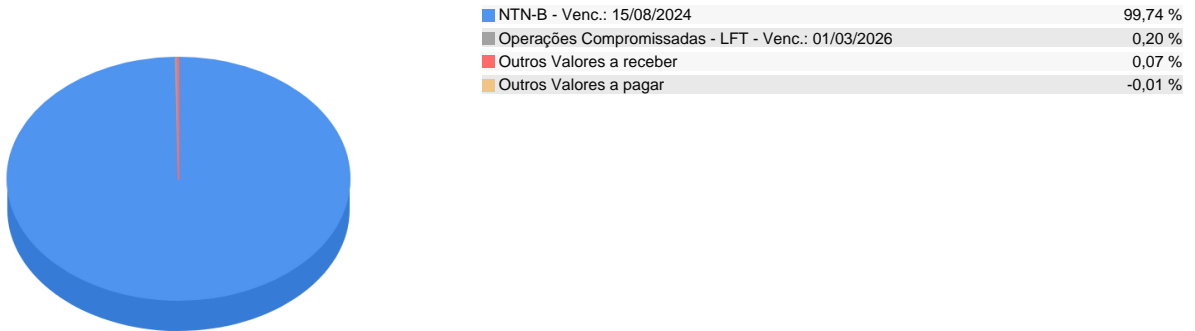 NTN-B - Venc.: 15/08/2024 99,74 %
Operações Compromissadas - LFT - Venc.: 01/03/2026 0,20 %
Outros Valores a receber 0,07 %
Outros Valores a pagar -0,01 %